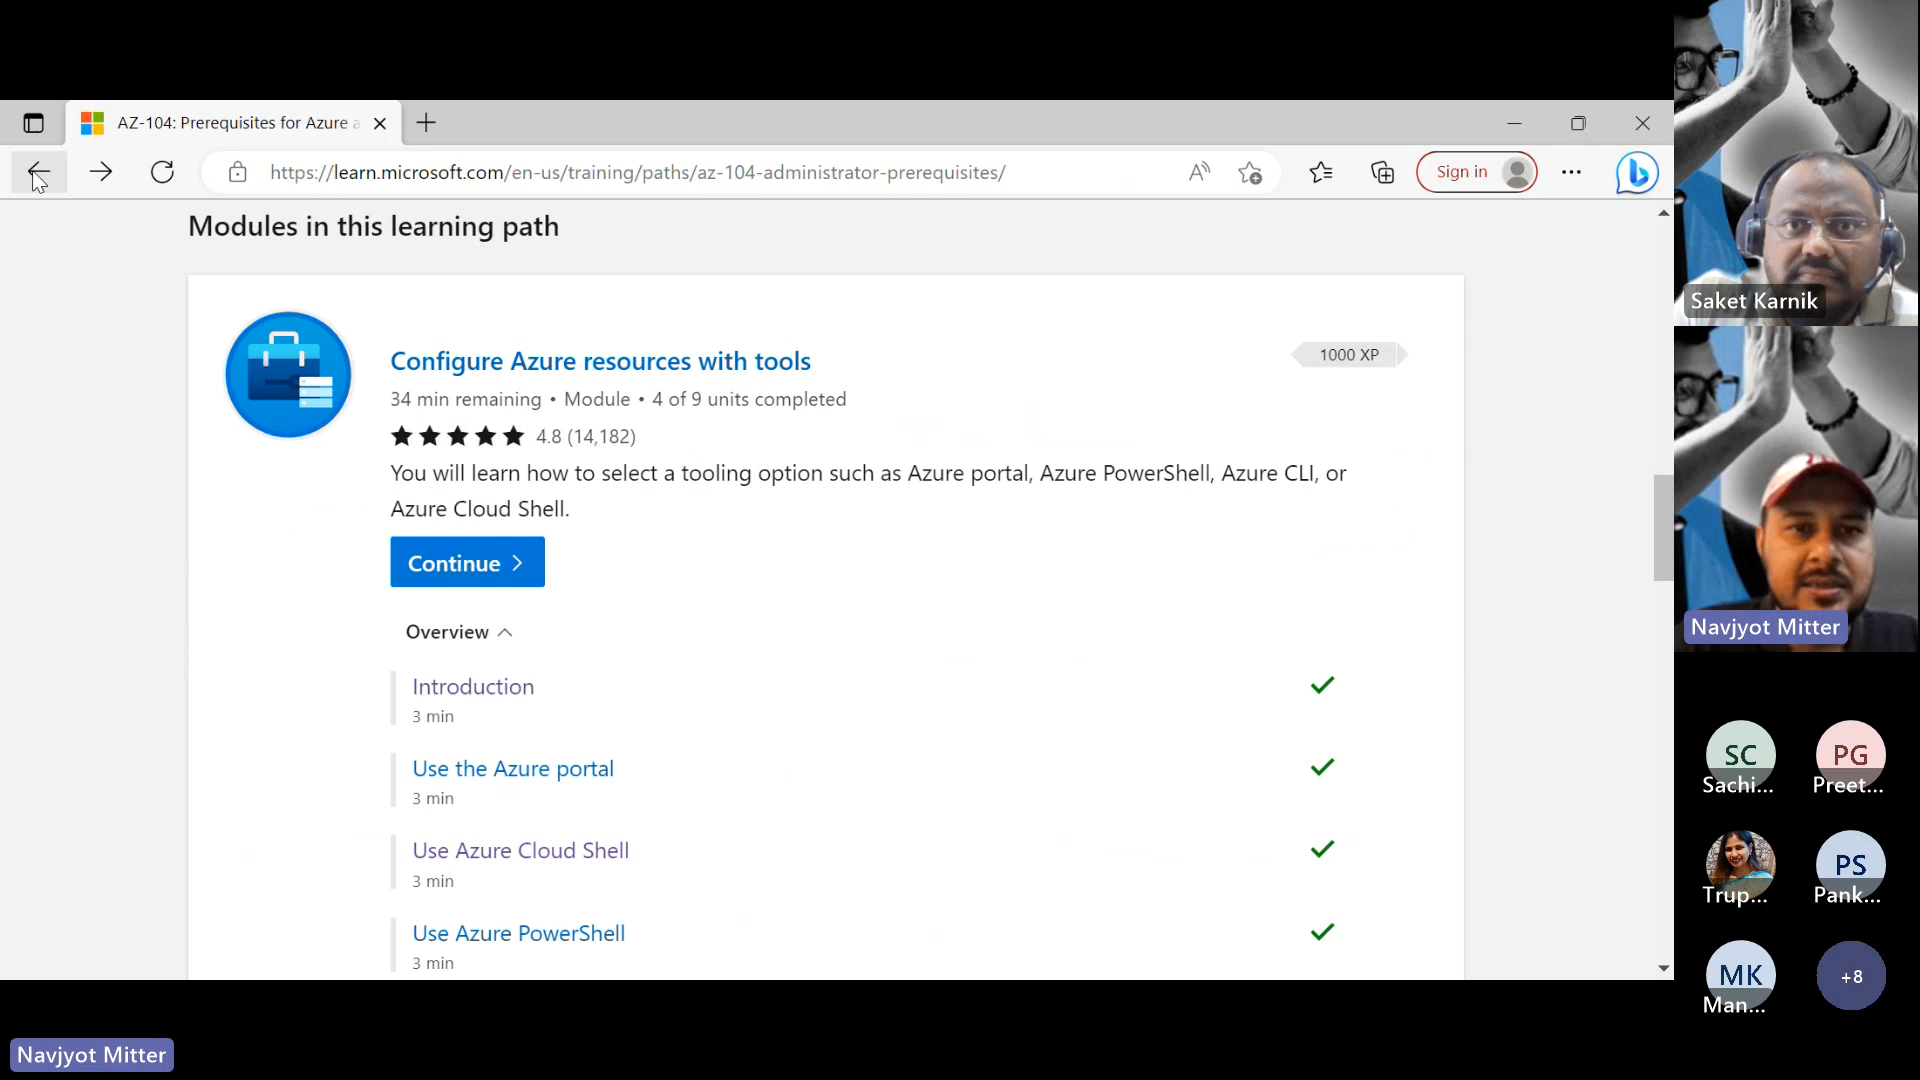 AZ-104: Prerequisites for Azure a
https://learn.microsoft.com/en-us/training/paths/az-104-administrator-prerequisites/
Sign in
Modules in this learning path
Configure Azure resources with tools
1000 XP
34 min remaining • Module • 4 of 9 units completed
4.8 (14,182)
You will learn how to select a tooling option such as Azure portal, Azure PowerShell, Azure CLI, or
Azure Cloud Shell.
Continue
Overview
Introduction
3 min
Use the Azure portal
3 min
Use Azure Cloud Shell
3 min
Use Azure PowerShell
3 min
Saket Karnik
Navjyot Mitter
SC
Sachi...
PG
Preet...
Trup...
PS
Pank...
MK
Man...
+8
Navjyot Mitter